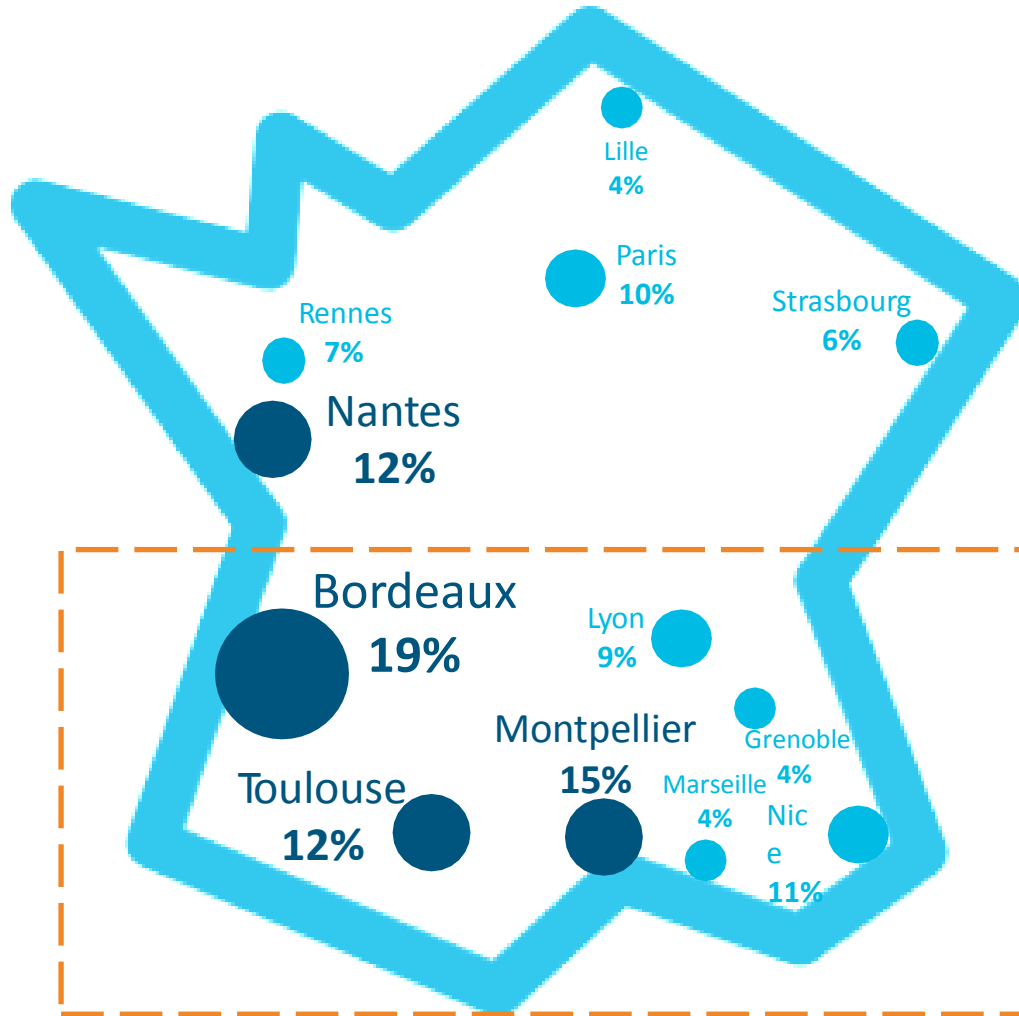 Lille
4%
Paris
10%
Strasbourg
6%
Rennes
7%
Nantes
12%
Bordeaux
19%
Lyon
9%
Grenoble
4%
Montpellier
15%
Marseille
4%
Toulouse
12%
Nic
e
11%